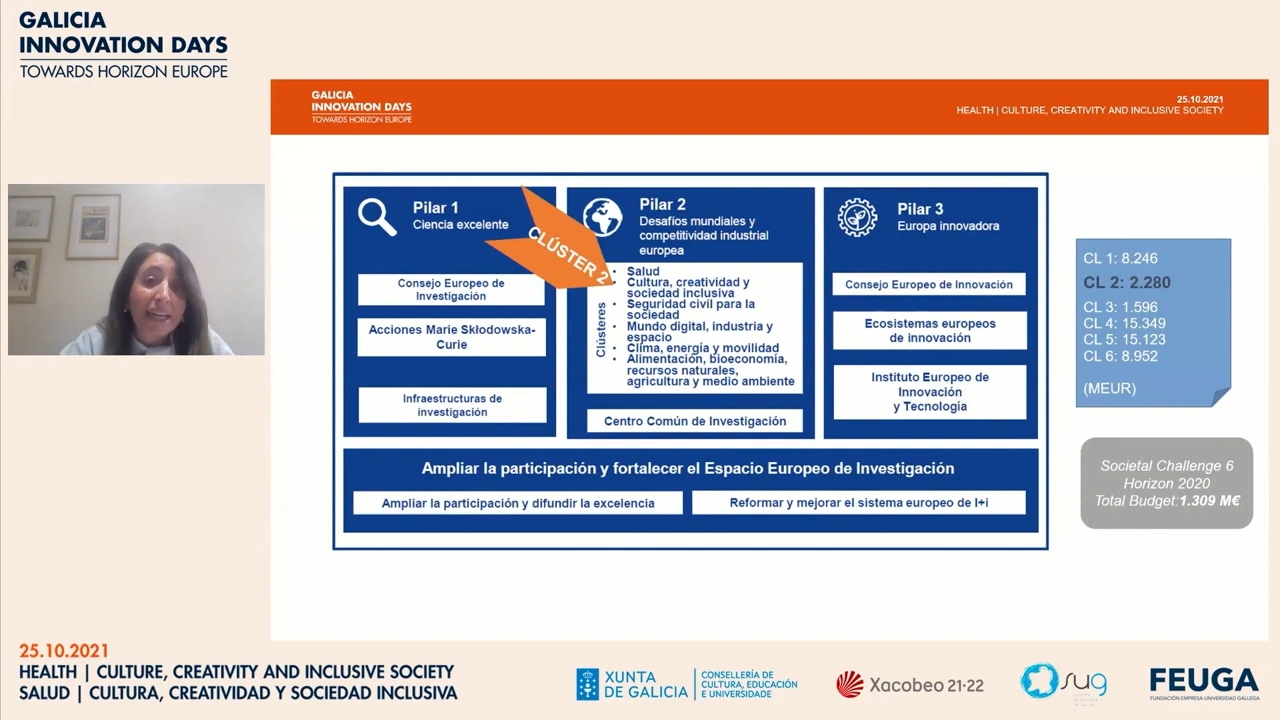 GALICIA
INNOVATION DAYS
TOWARDS HORIZON EUROPE
GALICIA
INNOVATION DAYS
TOWARDS HORIZON EUROPE
25.10.2021
HEALTH | CULTURE, CREATIVITY AND INCLUSIVE SOCIETY
Pilar 1
Ciencia excelente
Consejo Europeo de
Investigación
Acciones Marie Skłodowska-
Curie
Infraestructuras de
investigación
CLÚSTER 2
Pilar 2
Desafíos mundiales y
competitividad industrial
europea
Clústeres
• Salud
• Cultura, creatividad y
sociedad inclusiva
• Seguridad civil para la
sociedad
• Mundo digital, industria y
espacio
• Clima, energía y movilidad
• Alimentación, bioeconomía,
recursos naturales,
agricultura y medio ambiente
Centro Común de Investigación
Pilar 3
Europa innovadora
Consejo Europeo de Innovación
Ecosistemas europeos
de innovación
Instituto Europeo de
Innovación
y Tecnología
Ampliar la participación y fortalecer el Espacio Europeo de Investigación
Ampliar la participación y difundir la excelencia
Reformar y mejorar el sistema europeo de I+i
CL 1: 8.246
CL 2: 2.280
CL 3: 1.596
CL 4: 15.349
CL 5: 15.123
CL 6: 8.952
(MEUR)
Societal Challenge 6
Horizon 2020
Total Budget:1.309 M€
25.10.2021
HEALTH | CULTURE, CREATIVITY AND INCLUSIVE SOCIETY
SALUD | CULTURA, CREATIVIDAD Y SOCIEDAD INCLUSIVA
XUNTA
DE GALICIA
CONSELLERÍA
DE CULTURA, EDUCACIÓN
E UNIVERSIDADE
Xacobeo 21·22
sug
FEUGA
FUNDACIÓN EMPRESA-UNIVERSIDAD GALLEGA